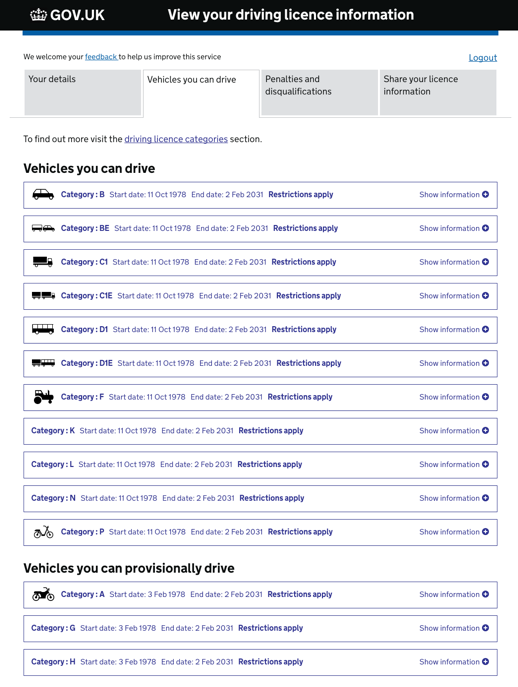 GOV.UK View your driving licence information
We welcome your feedback to help us improve this service Logout
Your details
Vehicles you can drive
Penalties and
disqualifications
Share your licence
information
To find out more visit the driving licence categories section.
Vehicles you can drive
Category : B Start date: 11 Oct 1978 End date: 2 Feb 2031 Restrictions apply Show information
Category : BE Start date: 11 Oct 1978 End date: 2 Feb 2031 Restrictions apply Show information
Category : C1 Start date: 11 Oct 1978 End date: 2 Feb 2031 Restrictions apply Show information
Category : C1E Start date: 11 Oct 1978 End date: 2 Feb 2031 Restrictions apply Show information
Category : D1 Start date: 11 Oct 1978 End date: 2 Feb 2031 Restrictions apply Show information
Category : D1E Start date: 11 Oct 1978 End date: 2 Feb 2031 Restrictions apply Show information
Category : F Start date: 11 Oct 1978 End date: 2 Feb 2031 Restrictions apply Show information
Category : K Start date: 11 Oct 1978 End date: 2 Feb 2031 Restrictions apply Show information
Category : L Start date: 11 Oct 1978 End date: 2 Feb 2031 Restrictions apply Show information
Category : N Start date: 11 Oct 1978 End date: 2 Feb 2031 Restrictions apply Show information
Category : P Start date: 11 Oct 1978 End date: 2 Feb 2031 Restrictions apply Show information
Vehicles you can provisionally drive
Category : A Start date: 3 Feb 1978 End date: 2 Feb 2031 Restrictions apply Show information
Category : G Start date: 3 Feb 1978 End date: 2 Feb 2031 Restrictions apply Show information
Category : H Start date: 3 Feb 1978 End date: 2 Feb 2031 Restrictions apply Show information